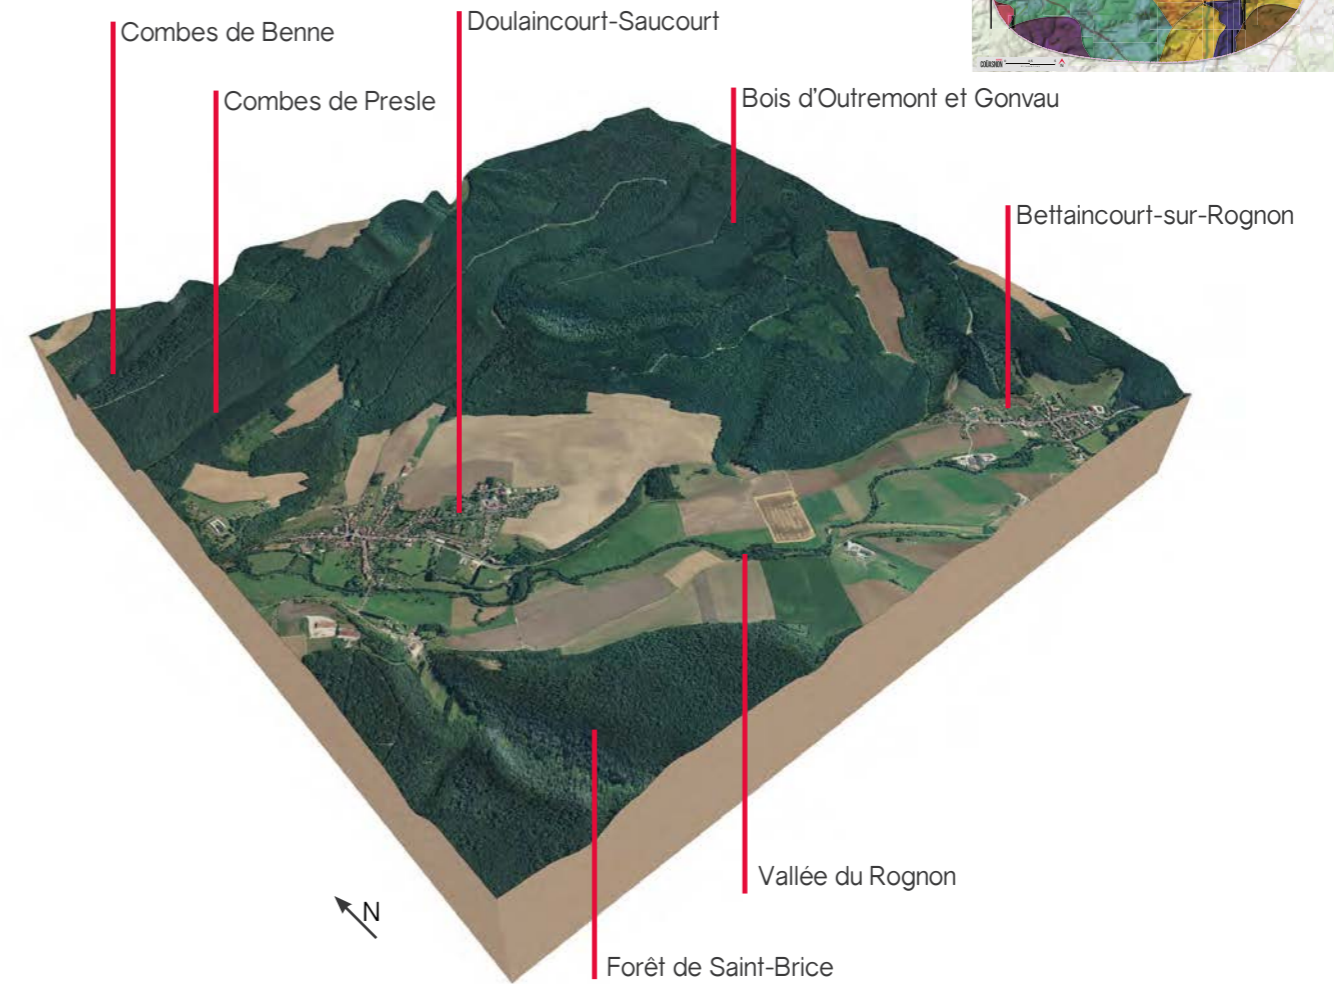 Doulaincourt-Saucourt
Combes de Benne
Combes de Presle
Bois d'Outremont et Gonvau
Bettaincourt-sur-Rognon
Vallée du Rognon
N
Forêt de Saint-Brice